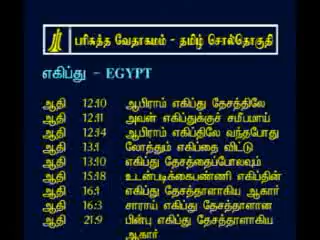 பரிசுத்த வேதாகமம் - தமிழ் சொல்தொகுதி
எகிப்து - EGYPT
ஆதி 12:10 ஆபிராம் எகிப்து தேசத்திலே
ஆதி 12:11 அவன் எகிப்துக்குச் சமீபமாய்
ஆதி 12:14 ஆபிராம் எகிப்திலே வந்தபோது
ஆதி 13:1 லோத்தும் எகிப்தை விட்டு
ஆதி 13:10 எகிப்து தேசத்தைப்போலவும்
ஆதி 15:18 உடன்படிக்கைபண்ணி எகிப்தின்
ஆதி 16:1 எகிப்து தேசத்தாளாகிய ஆகார்
ஆதி 16:3 சாராய் எகிப்து தேசத்தாளான
ஆதி 21:9 பின்பு எகிப்து தேசத்தாளாகிய
ஆகார்